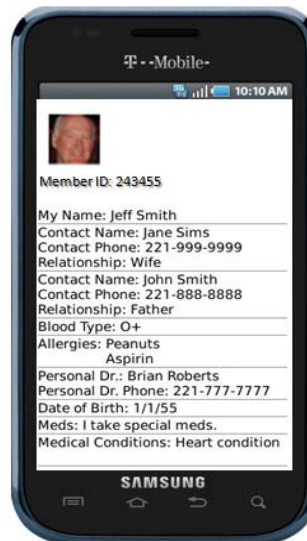 T··Mobile·
3G 10:10 AM
Member ID: 243455
My Name: Jeff Smith
Contact Name: Jane Sims
Contact Phone: 221-999-9999
Relationship: Wife
Contact Name: John Smith
Contact Phone: 221-888-8888
Relationship: Father
Blood Type: O+
Allergies: Peanuts
Aspirin
Personal Dr.: Brian Roberts
Personal Dr. Phone: 221-777-7777
Date of Birth: 1/1/55
Meds: I take special meds.
Medical Conditions: Heart condition
SAMSUNG